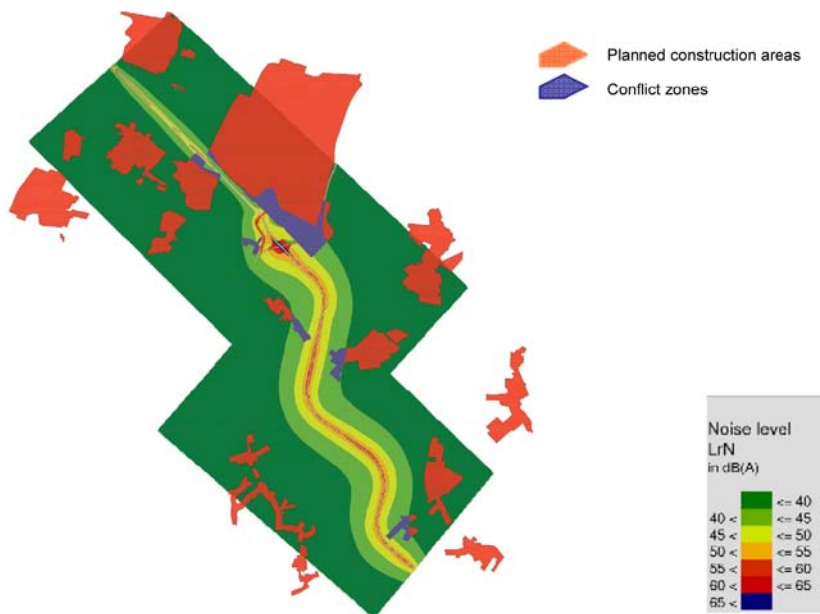 Planned construction areas
Conflict zones
Noise level
LrN
in dB(A)
<= 40
40 < <= 45
45 < <= 50
50 < <= 55
55 < <= 60
60 < <= 65
65 <